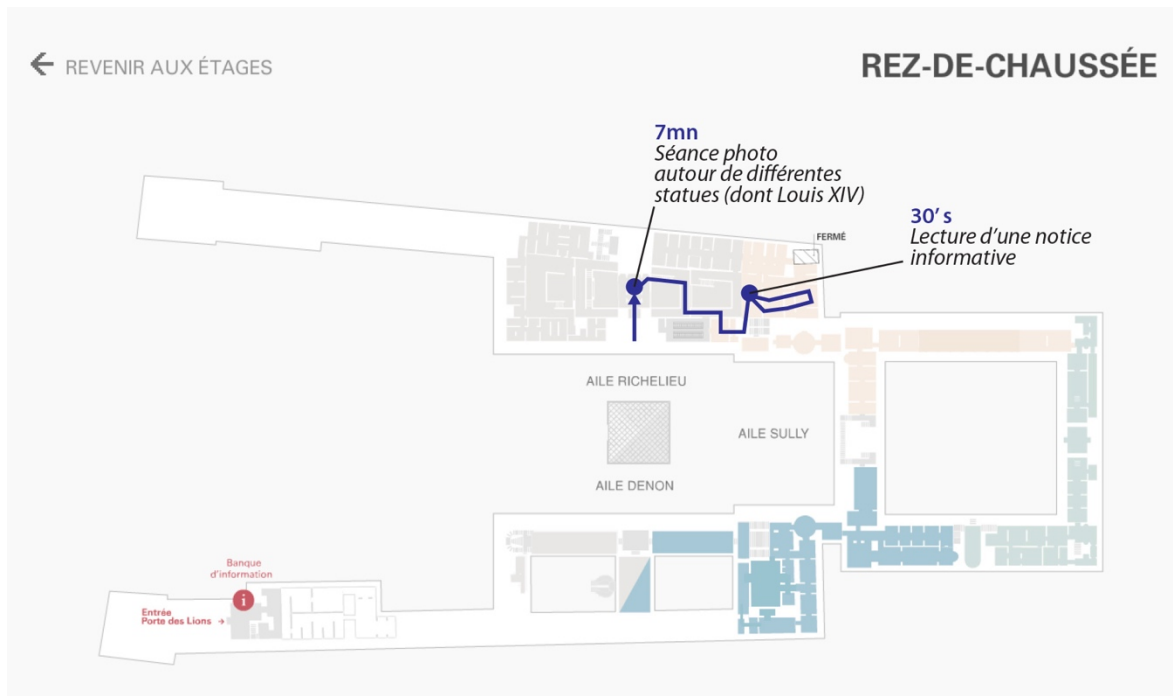 ← REVENIR AUX ÉTAGES
REZ-DE-CHAUSSÉE
7mn
Séance photo
autour de différentes
statues (dont Louis XIV)
30’ s
Lecture d’une notice
informative
FERMÉ
AILE RICHELIEU
AILE SULLY
AILE DENON
Banque
d'information
i
Entrée
Porte des Lions →